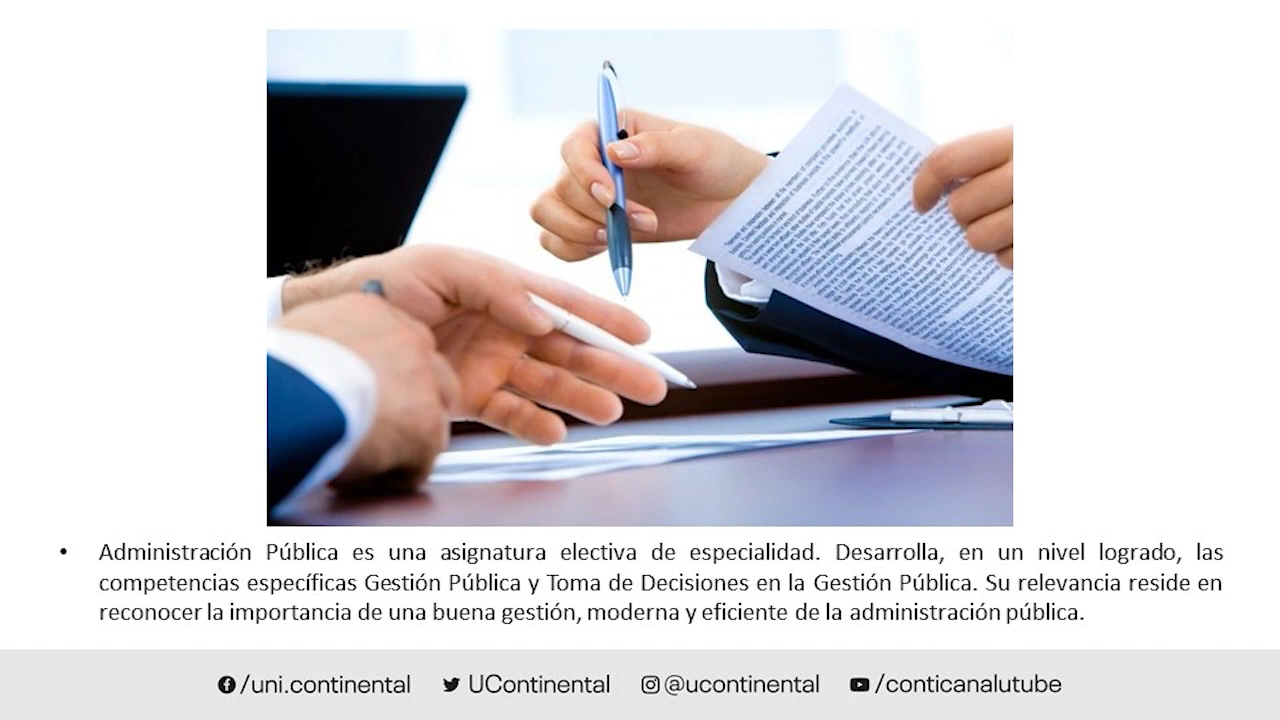 • Administración Pública es una asignatura electiva de especialidad. Desarrolla, en un nivel logrado, las
competencias específicas Gestión Pública y Toma de Decisiones en la Gestión Pública. Su relevancia reside en
reconocer la importancia de una buena gestión, moderna y eficiente de la administración pública.
/uni.continental UContinental @ucontinental /conticanalutube